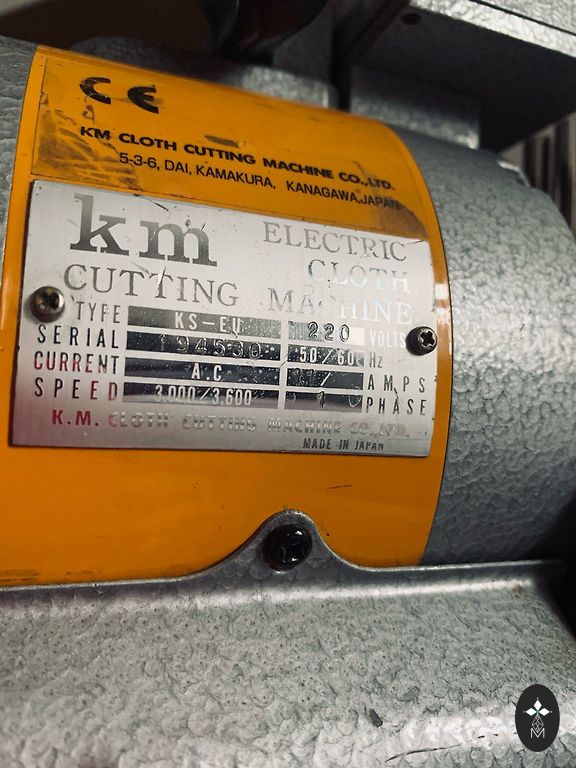 CE
KM CLOTH CUTTING MACHINE CO.,LTD.
5-3-6, DAI, KAMAKURA, KANAGAWA,JAPAN
km ELECTRIC
CLOTH
CUTTING MACHINE
TYPE KS-EU 220 VOLTS
SERIAL 194530 50/60 Hz
CURRENT A.C AMPS
SPEED 3,000/3,600 1 PHASE
K.M. CLOTH CUTTING MACHINE CO.,LTD.
MADE IN JAPAN
M